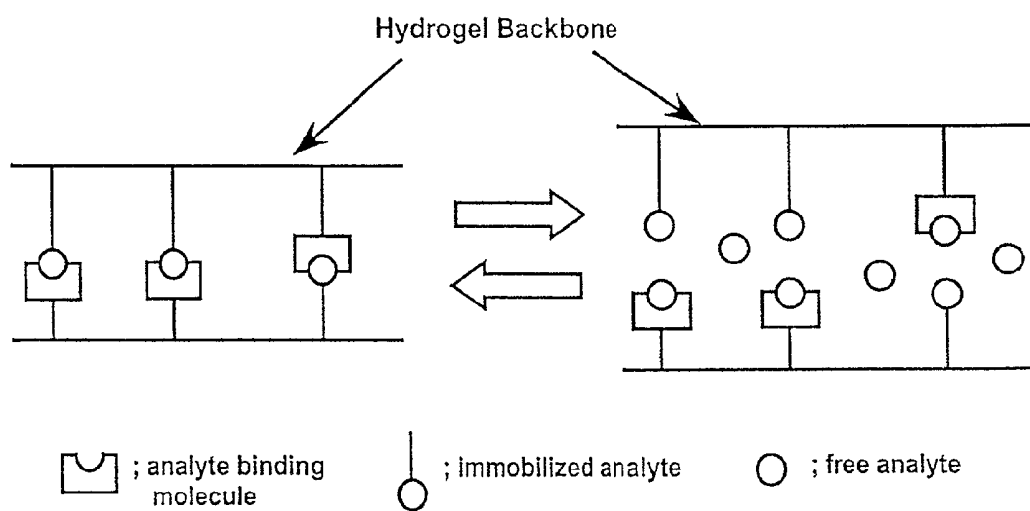 Hydrogel Backbone
; analyte binding
molecule
; immobilized analyte
; free analyte